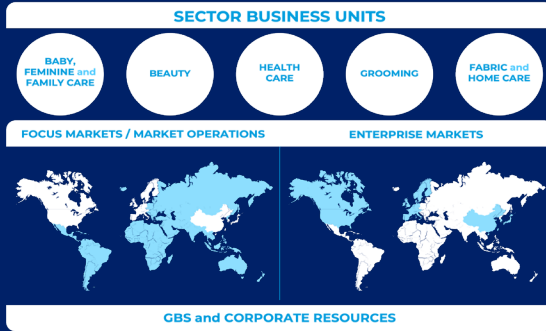 SECTOR BUSINESS UNITS
BABY,
FEMININE and
FAMILY CARE
BEAUTY
HEALTH
CARE
GROOMING
FABRIC and
HOME CARE
FOCUS MARKETS / MARKET OPERATIONS
ENTERPRISE MARKETS
GBS and CORPORATE RESOURCES